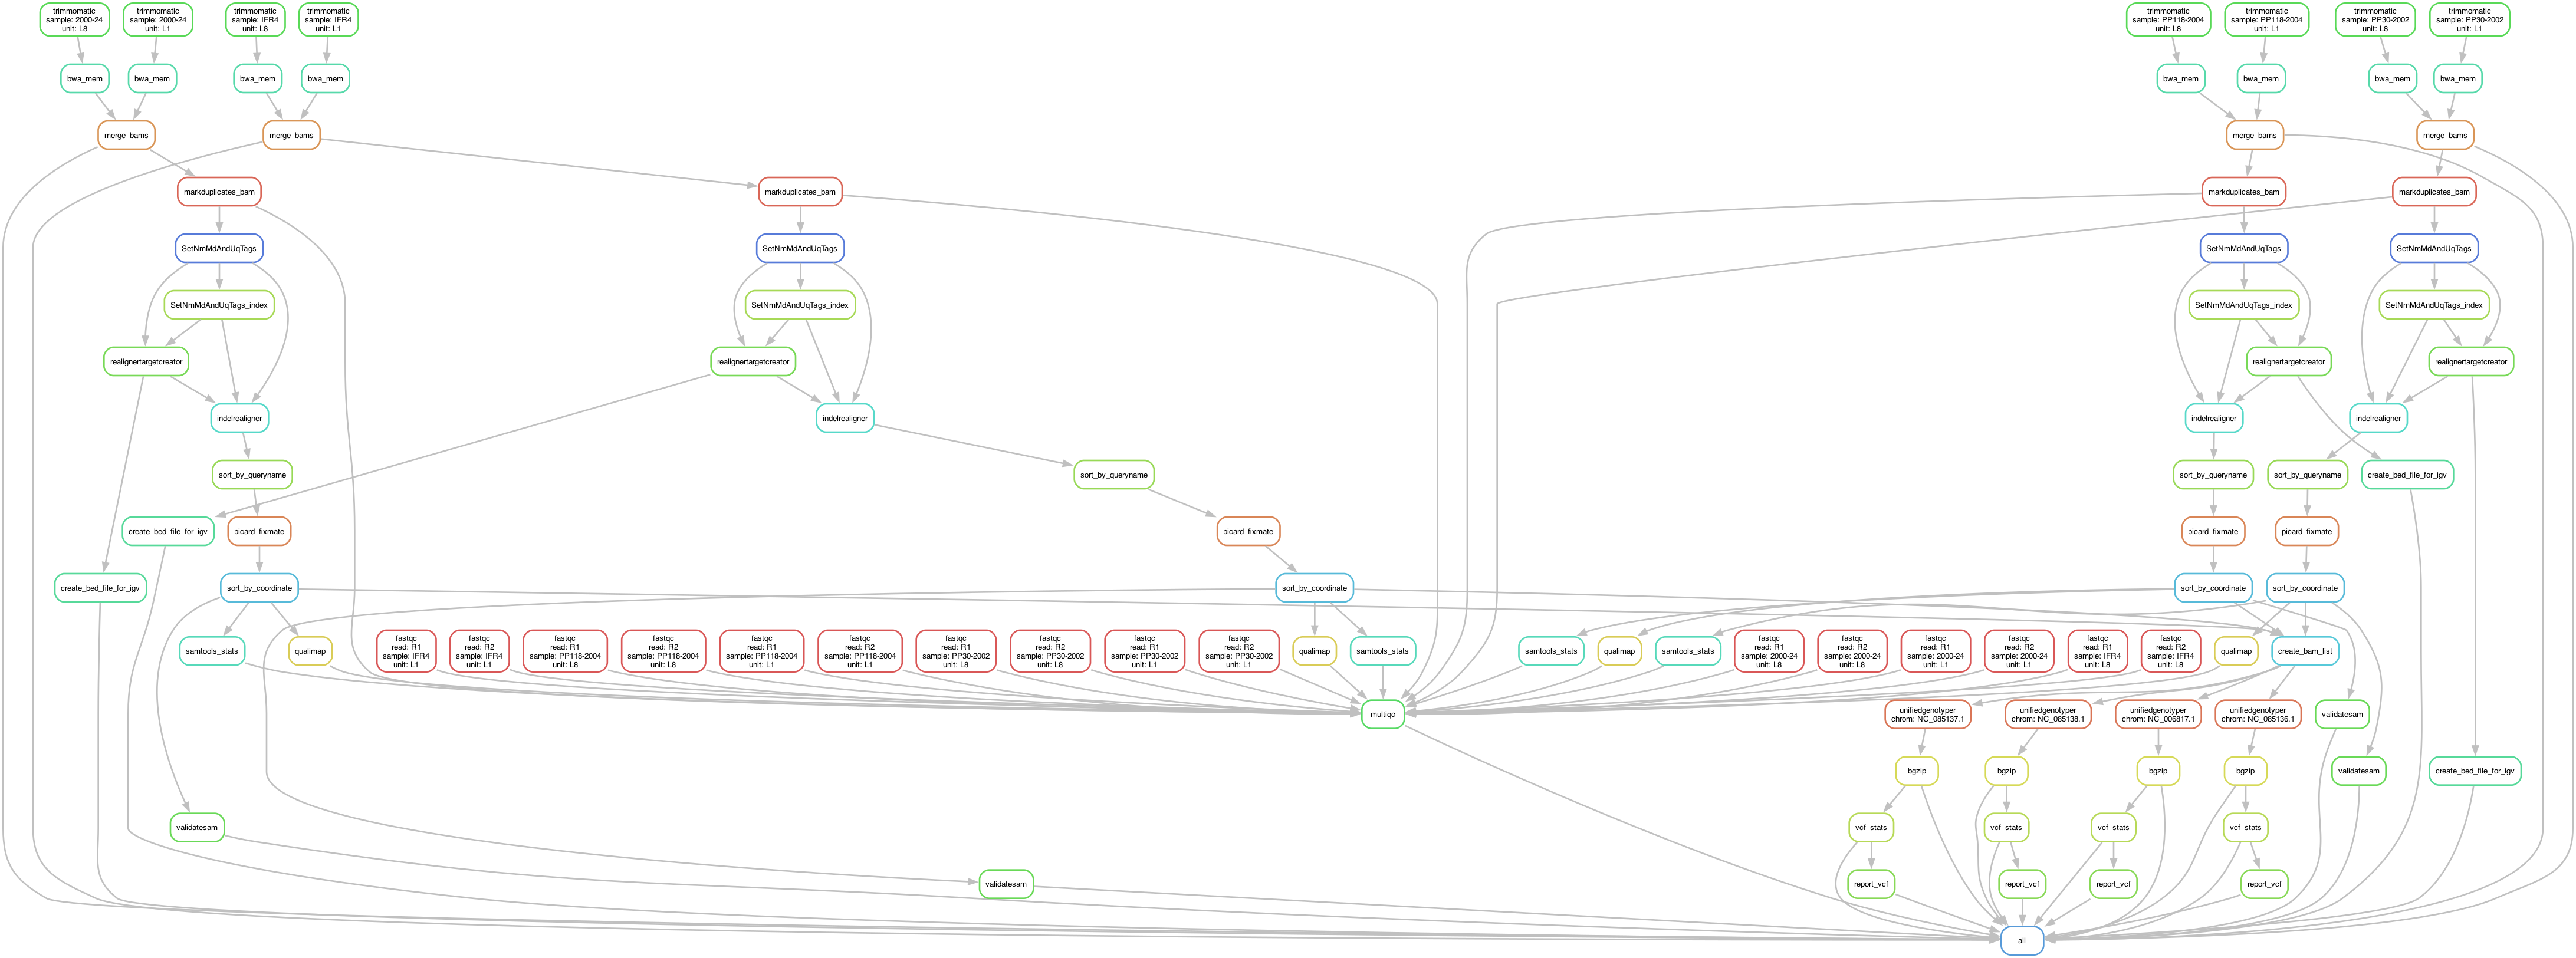 trimmomatic
sample: 2000-24
unit: L8
trimmomatic
sample: 2000-24
unit: L1
trimmomatic
sample: IFR4
unit: L8
trimmomatic
sample: IFR4
unit: L1
trimmomatic
sample: PP118-2004
unit: L8
trimmomatic
sample: PP118-2004
unit: L1
trimmomatic
sample: PP30-2002
unit: L8
trimmomatic
sample: PP30-2002
unit: L1
bwa_mem
bwa_mem
bwa_mem
bwa_mem
bwa_mem
bwa_mem
bwa_mem
bwa_mem
merge_bams
merge_bams
merge_bams
merge_bams
markduplicates_bam
markduplicates_bam
markduplicates_bam
markduplicates_bam
SetNmMdAndUqTags
SetNmMdAndUqTags
SetNmMdAndUqTags
SetNmMdAndUqTags
SetNmMdAndUqTags_index
SetNmMdAndUqTags_index
SetNmMdAndUqTags_index
SetNmMdAndUqTags_index
realignertargetcreator
realignertargetcreator
realignertargetcreator
realignertargetcreator
indelrealigner
indelrealigner
indelrealigner
indelrealigner
sort_by_queryname
sort_by_queryname
sort_by_queryname
sort_by_queryname
create_bed_file_for_igv
create_bed_file_for_igv
picard_fixmate
picard_fixmate
picard_fixmate
picard_fixmate
create_bed_file_for_igv
sort_by_coordinate
sort_by_coordinate
sort_by_coordinate
sort_by_coordinate
samtools_stats
qualimap
fastqc
read: R1
sample: IFR4
unit: L1
fastqc
read: R2
sample: IFR4
unit: L1
fastqc
read: R1
sample: PP118-2004
unit: L8
fastqc
read: R2
sample: PP118-2004
unit: L8
fastqc
read: R1
sample: PP118-2004
unit: L1
fastqc
read: R2
sample: PP118-2004
unit: L1
fastqc
read: R1
sample: PP30-2002
unit: L8
fastqc
read: R2
sample: PP30-2002
unit: L8
fastqc
read: R1
sample: PP30-2002
unit: L1
fastqc
read: R2
sample: PP30-2002
unit: L1
qualimap
samtools_stats
samtools_stats
qualimap
samtools_stats
fastqc
read: R1
sample: 2000-24
unit: L8
fastqc
read: R2
sample: 2000-24
unit: L8
fastqc
read: R1
sample: 2000-24
unit: L1
fastqc
read: R2
sample: 2000-24
unit: L1
fastqc
read: R1
sample: IFR4
unit: L8
fastqc
read: R2
sample: IFR4
unit: L8
qualimap
create_bam_list
multiqc
unifiedgenotyper
chrom: NC_085137.1
unifiedgenotyper
chrom: NC_085138.1
unifiedgenotyper
chrom: NC_006817.1
unifiedgenotyper
chrom: NC_085136.1
validatesam
bgzip
bgzip
bgzip
bgzip
validatesam
create_bed_file_for_igv
validatesam
vcf_stats
vcf_stats
vcf_stats
vcf_stats
validatesam
report_vcf
report_vcf
report_vcf
report_vcf
all